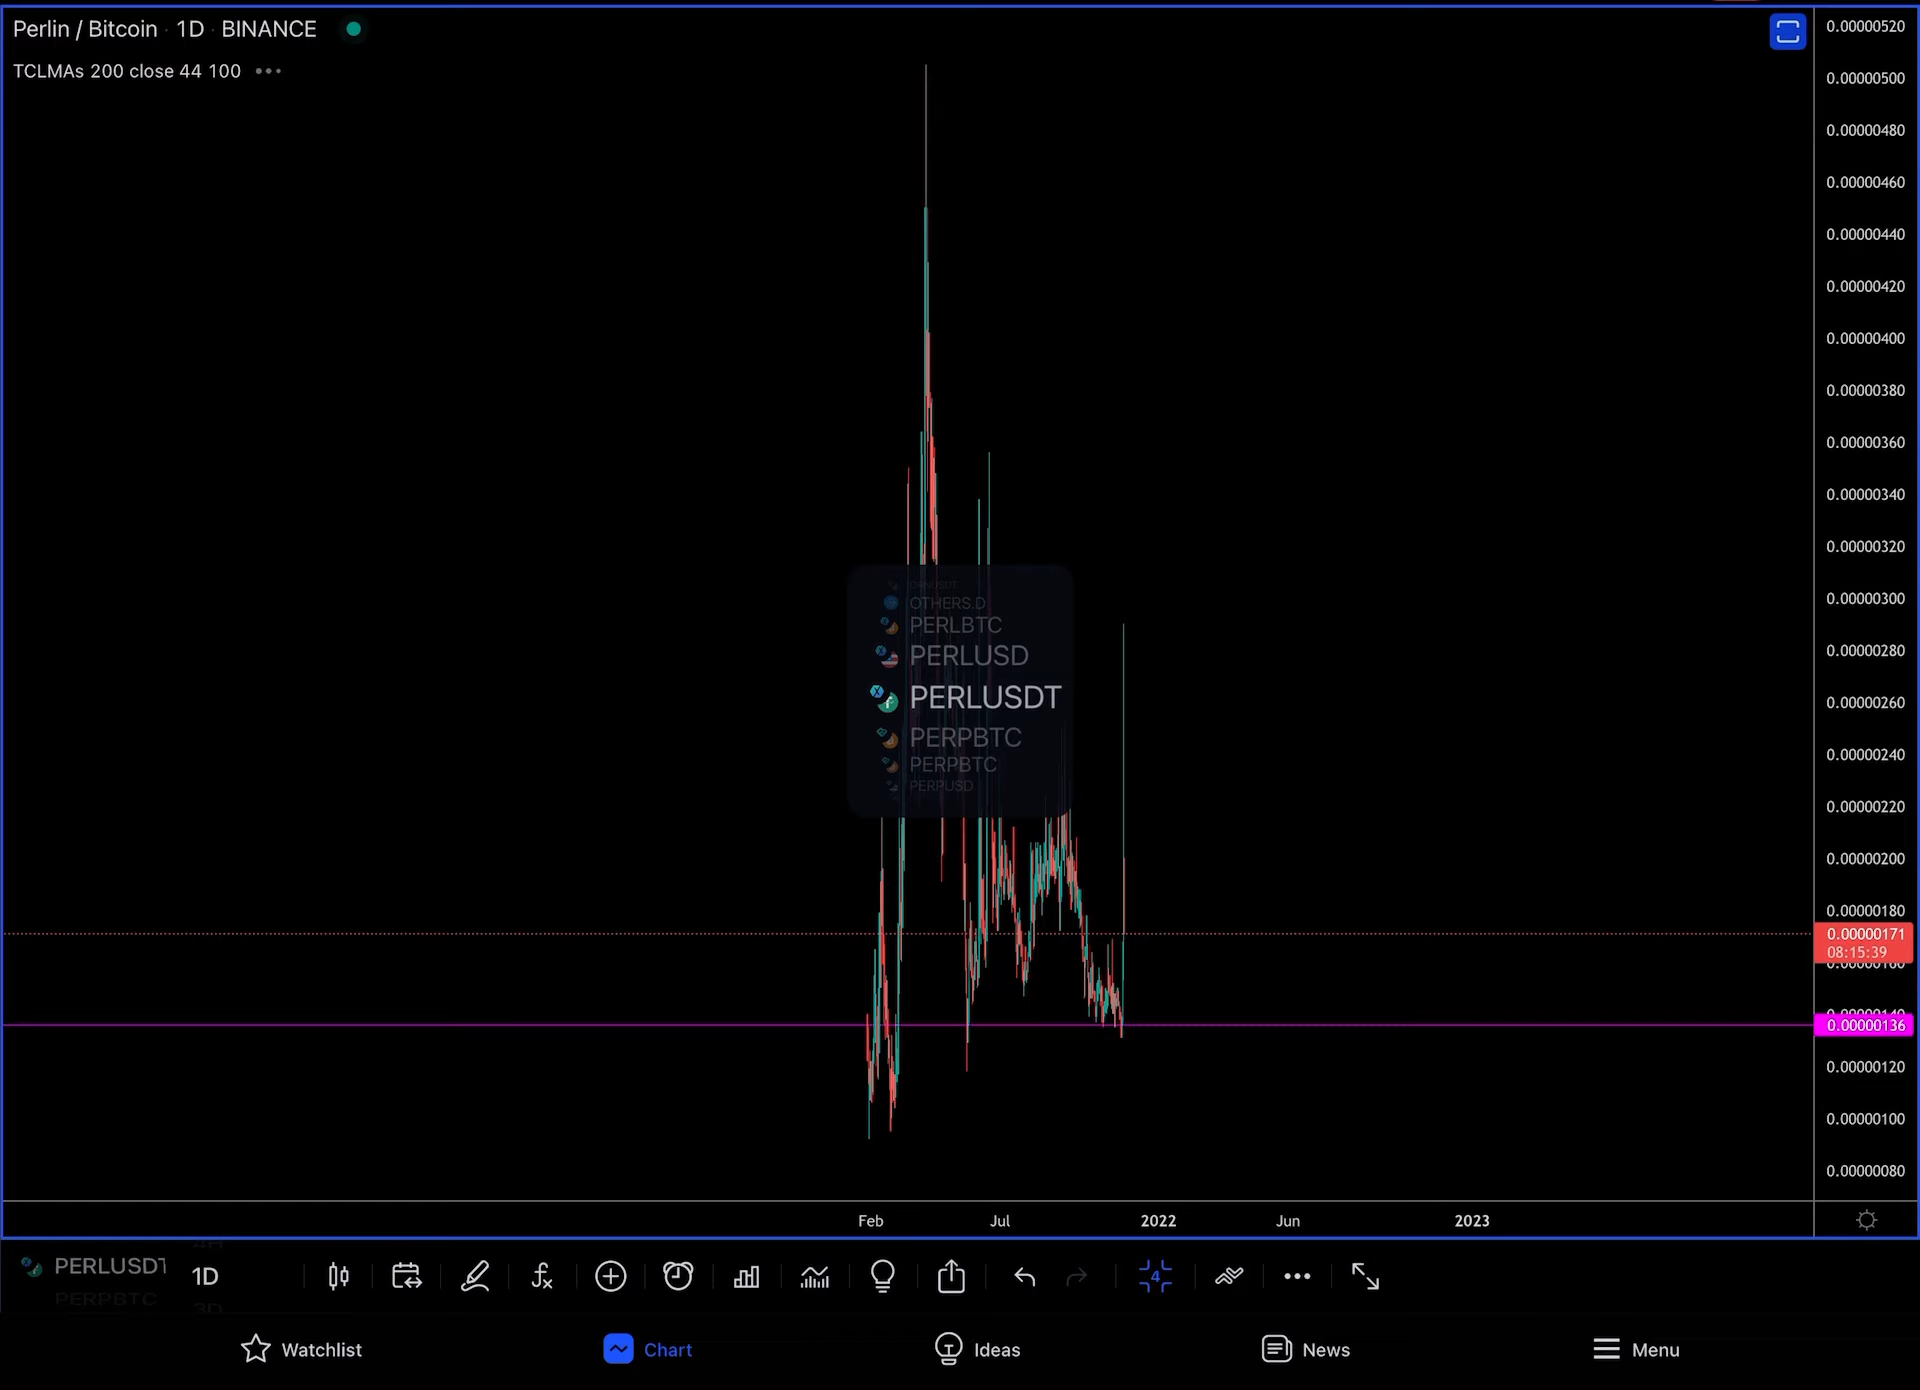 Perlin / Bitcoin · 1D · BINANCE
TCLMAs 200 close 44 100
0.00000520
0.00000500
0.00000480
0.00000460
0.00000440
0.00000420
0.00000400
0.00000380
0.00000360
0.00000340
0.00000320
0.00000300
0.00000280
0.00000260
0.00000240
0.00000220
0.00000200
0.00000180
0.00000171
08:15:39
0.00000160
0.00000140
0.00000136
0.00000120
0.00000100
0.00000080
OTHERS.D
PERLBTC
PERLUSD
PERLUSDT
PERPBTC
PERPBTC
PERPUSD
Feb Jul 2022 Jun 2023
PERLUSDT 1D
PERPBTC 3D
4
Watchlist Chart Ideas News Menu